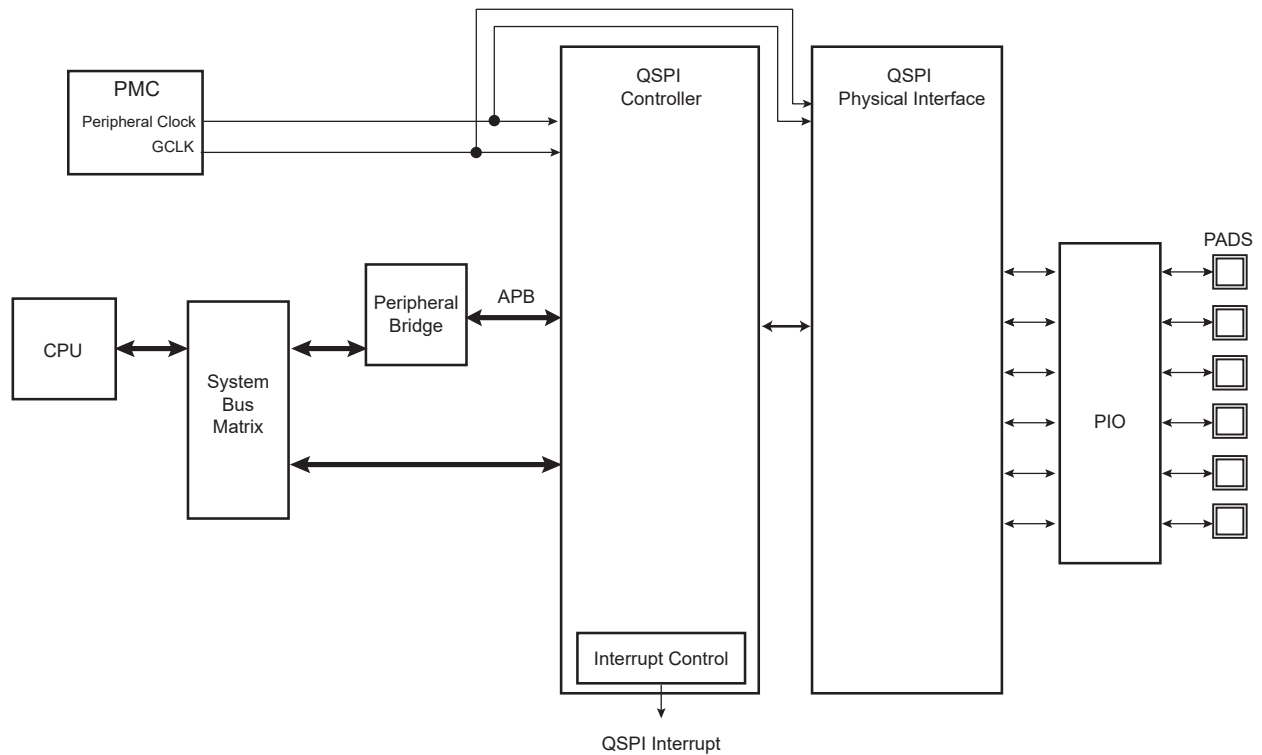 PMC
Peripheral Clock
GCLK
QSPI
Controller
QSPI
Physical Interface
PADS
Peripheral
Bridge
APB
CPU
System
Bus
Matrix
PIO
Interrupt Control
QSPI Interrupt